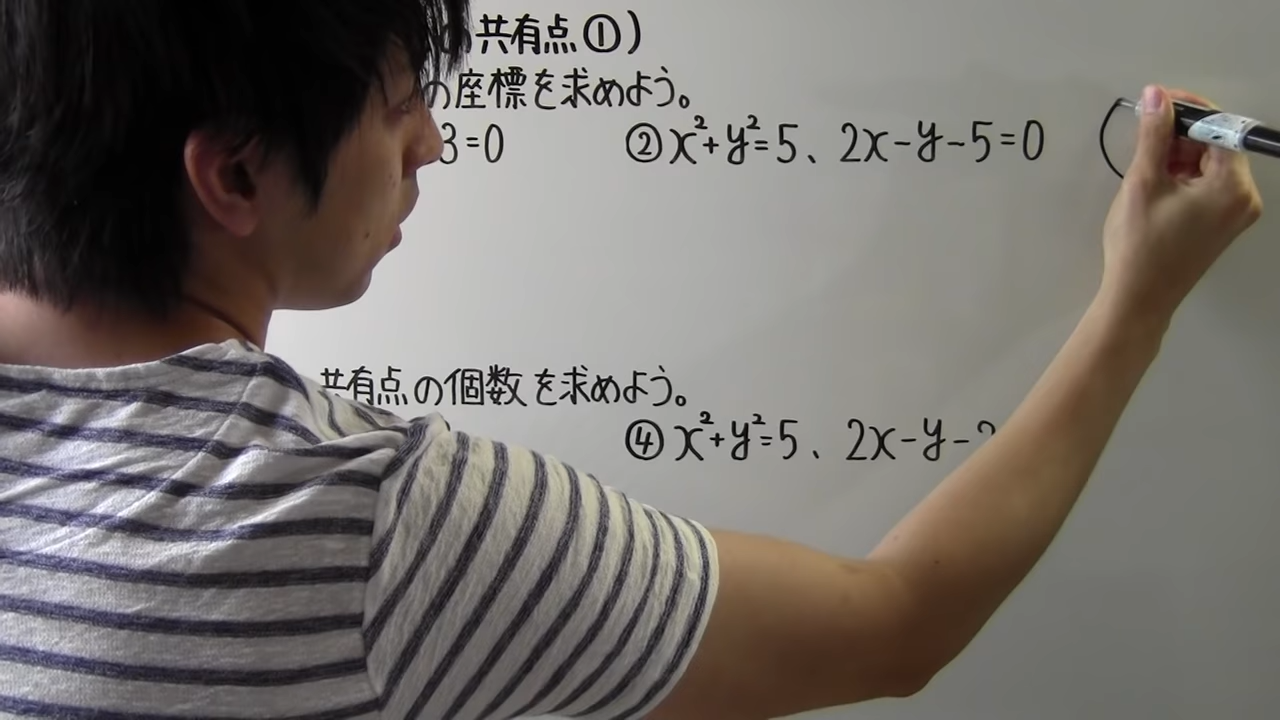 共有点①)
の座標を求めよう。
3=0 ②x²+y²=5、2x-y-5=0
共有点の個数を求めよう。
④x²+y²=5、2x-y-